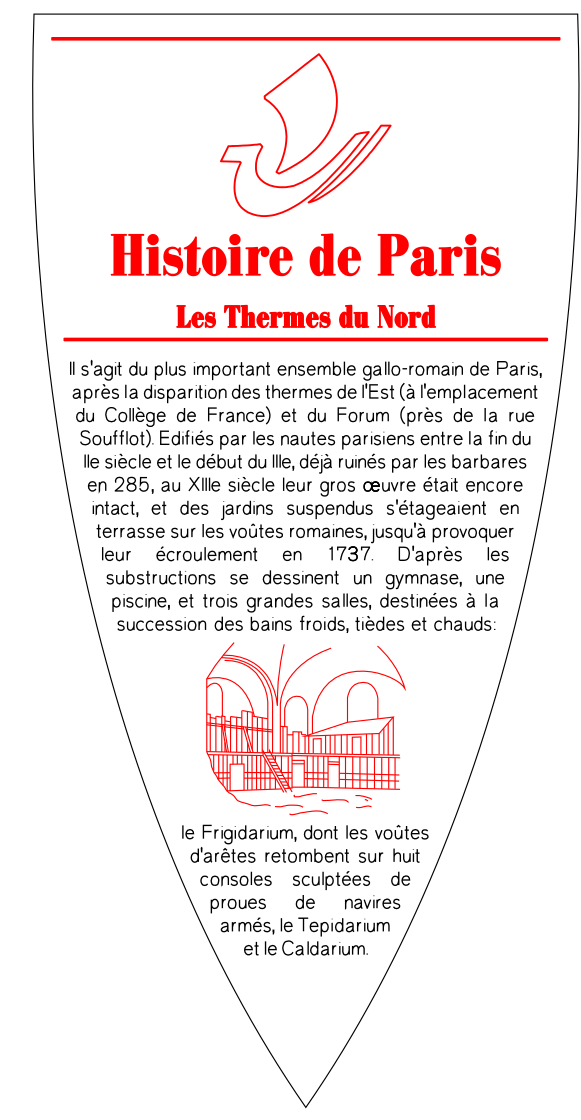 Histoire de Paris
Les Thermes du Nord
Il s'agit du plus important ensemble gallo-romain de Paris,
après la disparition des thermes de l'Est (à l'emplacement
du Collège de France) et du Forum (près de la rue
Soufflot). Edifiés par les nautes parisiens entre la fin du
IIe siècle et le début du IIIe, déjà ruinés par les barbares
en 285, au XIIIe siècle leur gros œuvre était encore
intact, et des jardins suspendus s'étageaient en
terrasse sur les voûtes romaines, jusqu'à provoquer
leur écroulement en 1737. D'après les
substructions se dessinent un gymnase, une
piscine, et trois grandes salles, destinées à la
succession des bains froids, tièdes et chauds:
le Frigidarium, dont les voûtes
d'arêtes retombent sur huit
consoles sculptées de
proues de navires
armés, le Tepidarium
et le Caldarium.